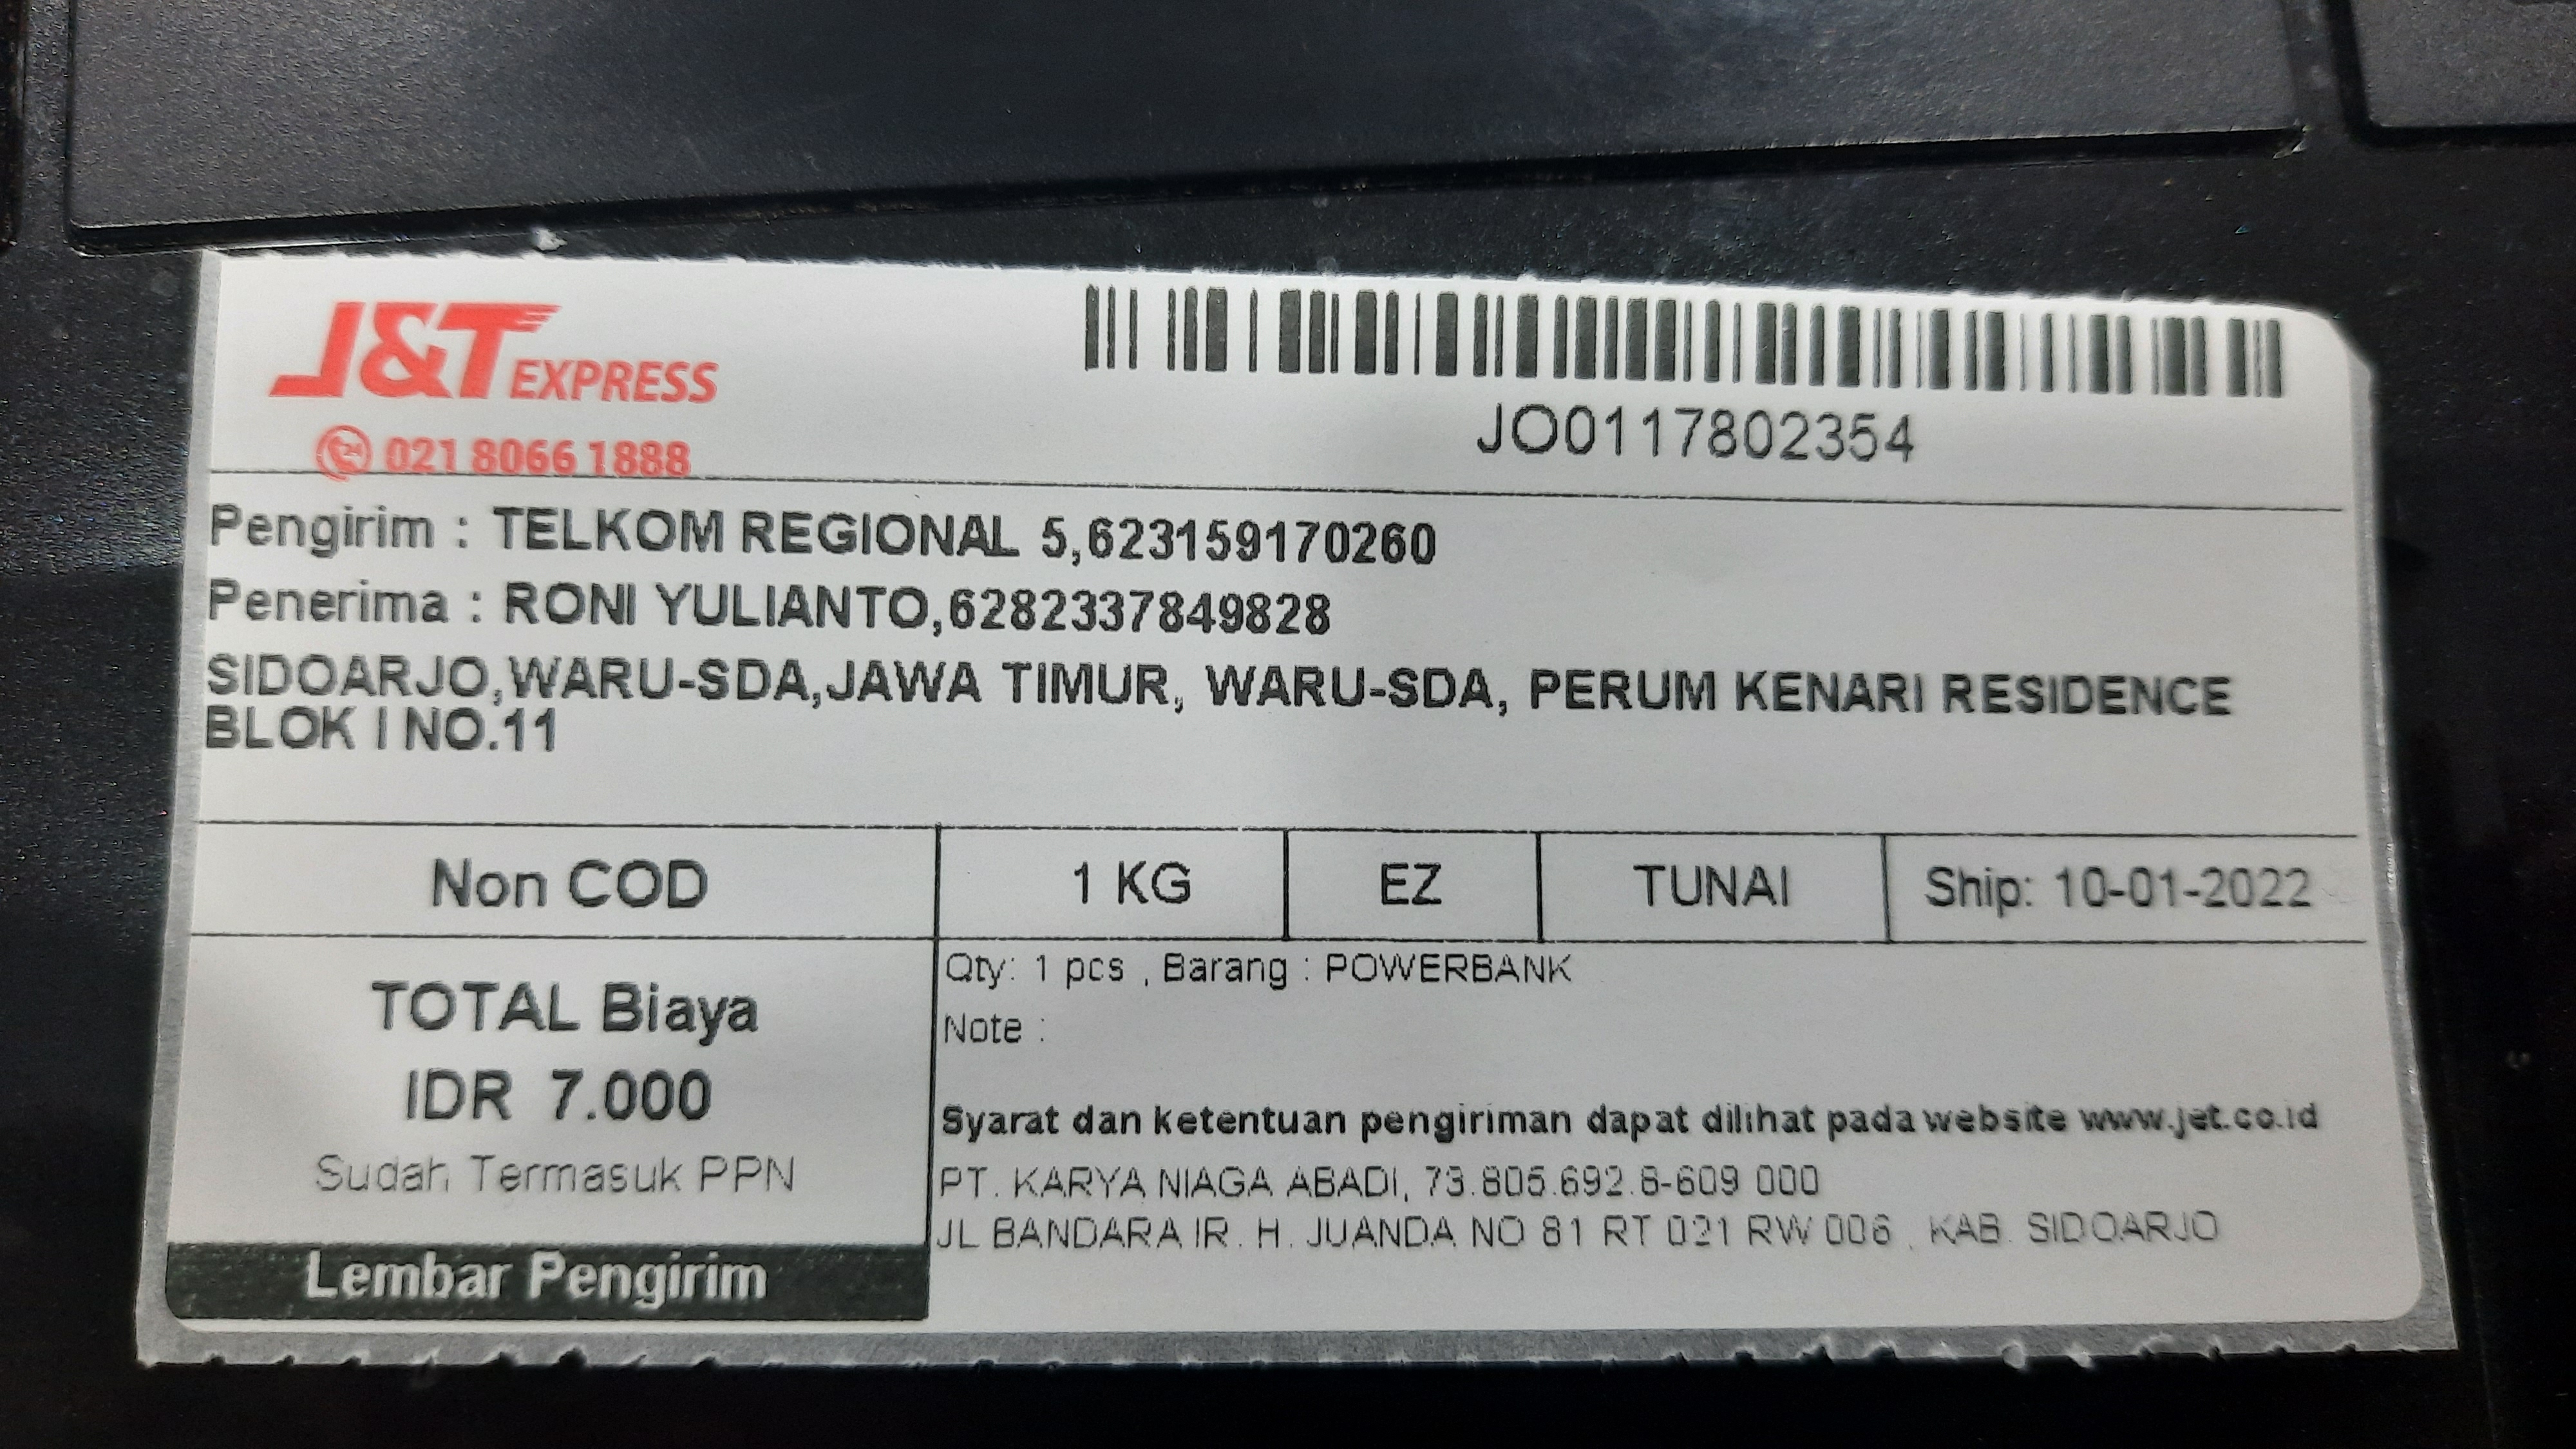 J&T EXPRESS
021 8066 1888
JO0117802354
Pengirim : TELKOM REGIONAL 5,623159170260
Penerima : RONI YULIANTO,6282337849828
SIDOARJO,WARU-SDA,JAWA TIMUR, WARU-SDA, PERUM KENARI RESIDENCE
BLOK I NO.11
Non COD 1 KG EZ TUNAI Ship: 10-01-2022
TOTAL Biaya
IDR 7.000
Sudah Termasuk PPN
Lembar Pengirim
Qty: 1 pcs , Barang : POWERBANK
Note :
Syarat dan ketentuan pengiriman dapat dilihat pada website www.jet.co.id
PT. KARYA NIAGA ABADI, 73.805.692.8-609 000
JL BANDARA IR. H. JUANDA NO 81 RT 021 RW 006 , KAB. SIDOARJO